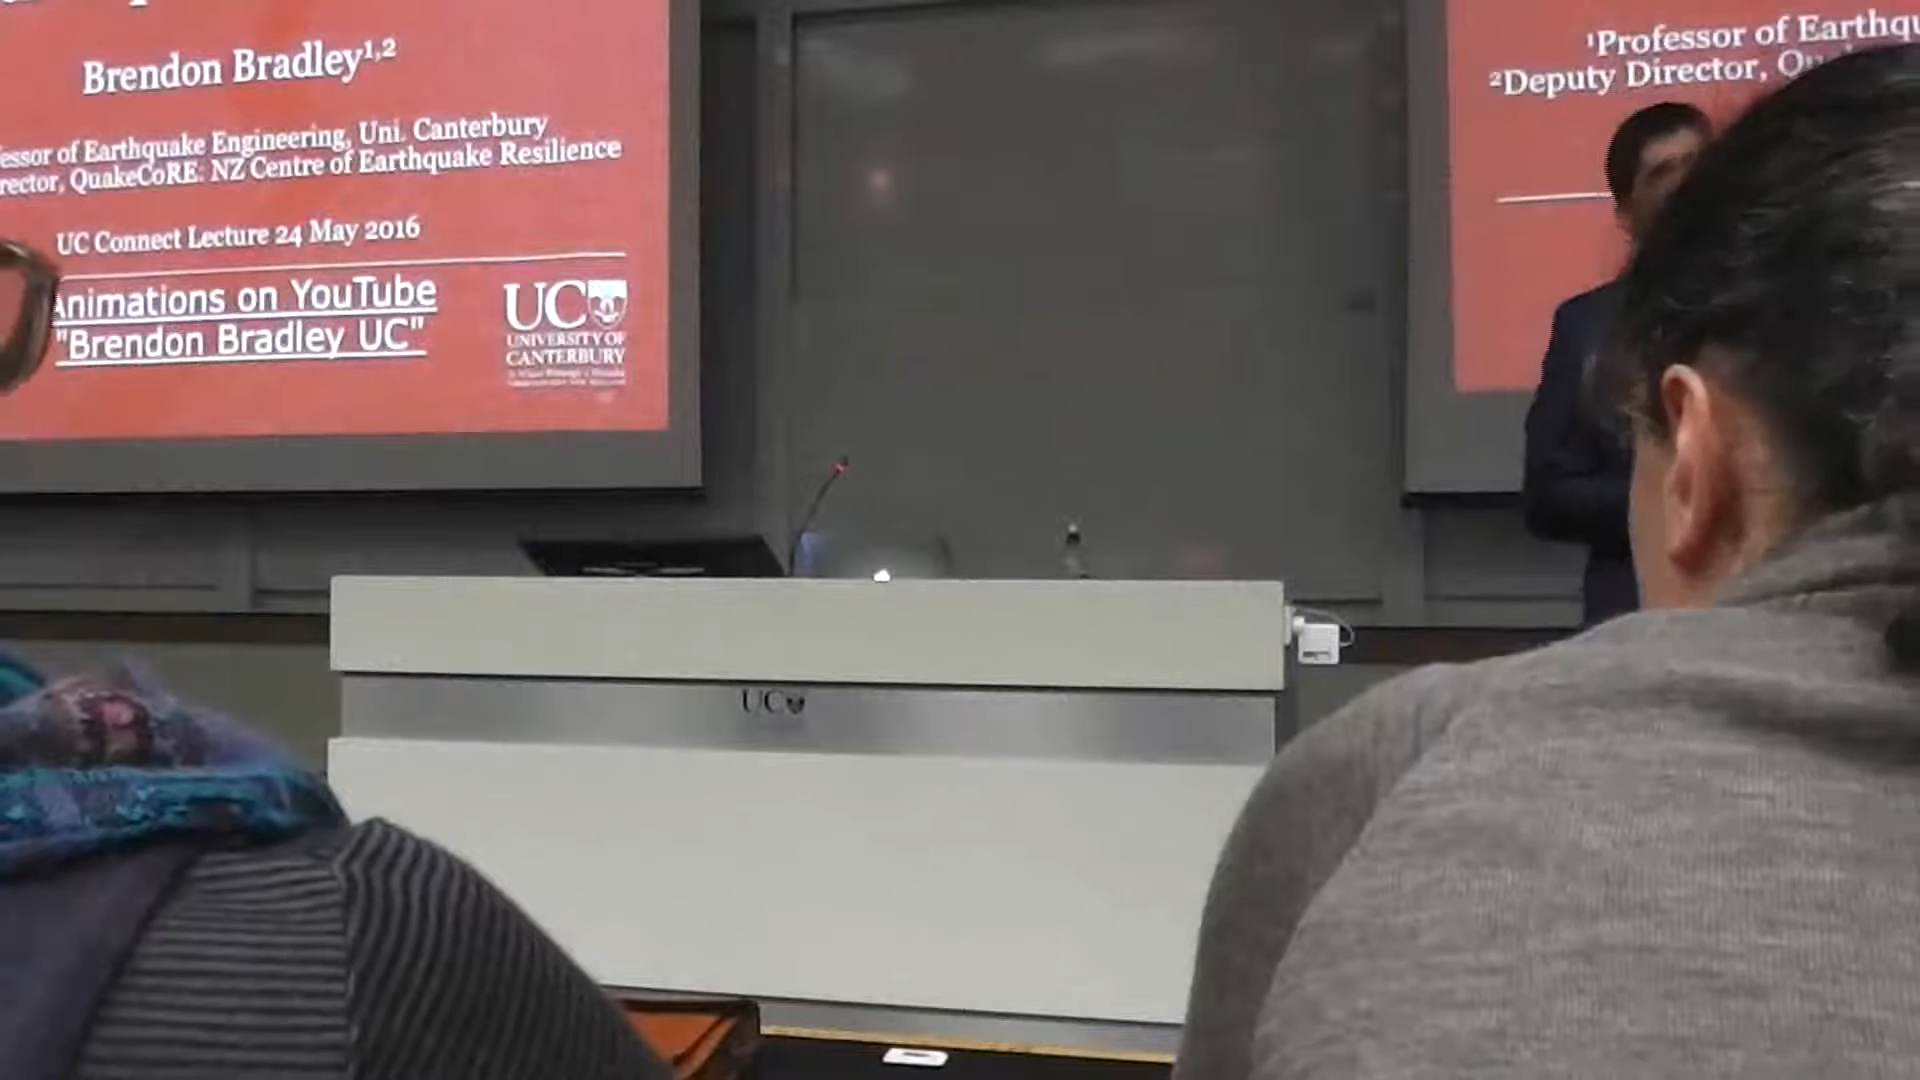 Brendon Bradley¹,²
essor of Earthquake Engineering, Uni. Canterbury
rector, QuakeCoRE: NZ Centre of Earthquake Resilience
UC Connect Lecture 24 May 2016
Animations on YouTube
"Brendon Bradley UC"
UC
UNIVERSITY OF
CANTERBURY
¹Professor of Earthqu
²Deputy Director, Qu
UC